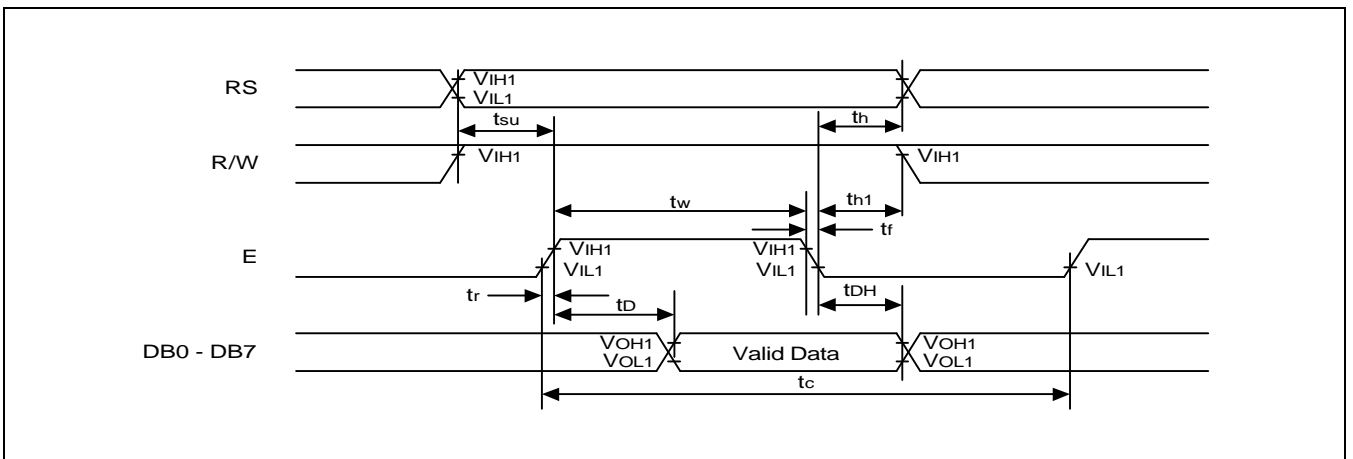 RS
VIH1
VIL1
tsu
th
R/W
VIH1
VIH1
tw
th1
tf
E
VIH1
VIL1
VIH1
VIL1
VIL1
tr
tD
tDH
DB0 - DB7
VOH1
VOL1
Valid Data
VOH1
VOL1
tc